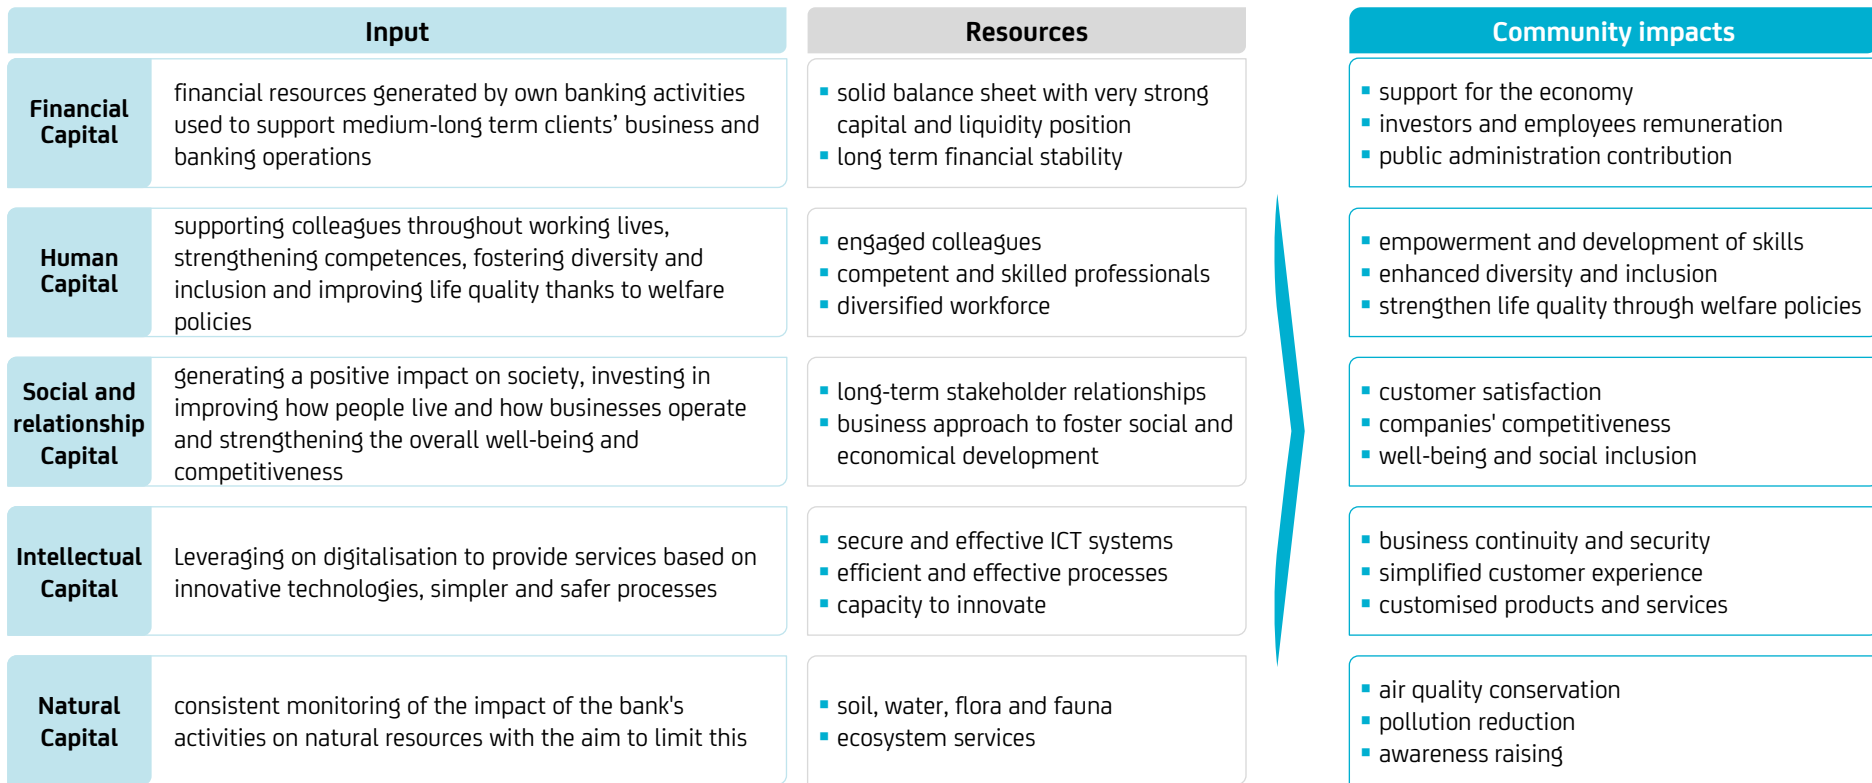 Input
Resources
Community impacts
Financial
Capital
financial resources generated by own banking activities
used to support medium-long term clients’ business and
banking operations
▪ solid balance sheet with very strong
capital and liquidity position
▪ long term financial stability
▪ support for the economy
▪ investors and employees remuneration
▪ public administration contribution
Human
Capital
supporting colleagues throughout working lives,
strengthening competences, fostering diversity and
inclusion and improving life quality thanks to welfare
policies
▪ engaged colleagues
▪ competent and skilled professionals
▪ diversified workforce
▪ empowerment and development of skills
▪ enhanced diversity and inclusion
▪ strengthen life quality through welfare policies
Social and
relationship
Capital
generating a positive impact on society, investing in
improving how people live and how businesses operate
and strengthening the overall well-being and
competitiveness
▪ long-term stakeholder relationships
▪ business approach to foster social and
economical development
▪ customer satisfaction
▪ companies' competitiveness
▪ well-being and social inclusion
Intellectual
Capital
Leveraging on digitalisation to provide services based on
innovative technologies, simpler and safer processes
▪ secure and effective ICT systems
▪ efficient and effective processes
▪ capacity to innovate
▪ business continuity and security
▪ simplified customer experience
▪ customised products and services
Natural
Capital
consistent monitoring of the impact of the bank's
activities on natural resources with the aim to limit this
▪ soil, water, flora and fauna
▪ ecosystem services
▪ air quality conservation
▪ pollution reduction
▪ awareness raising